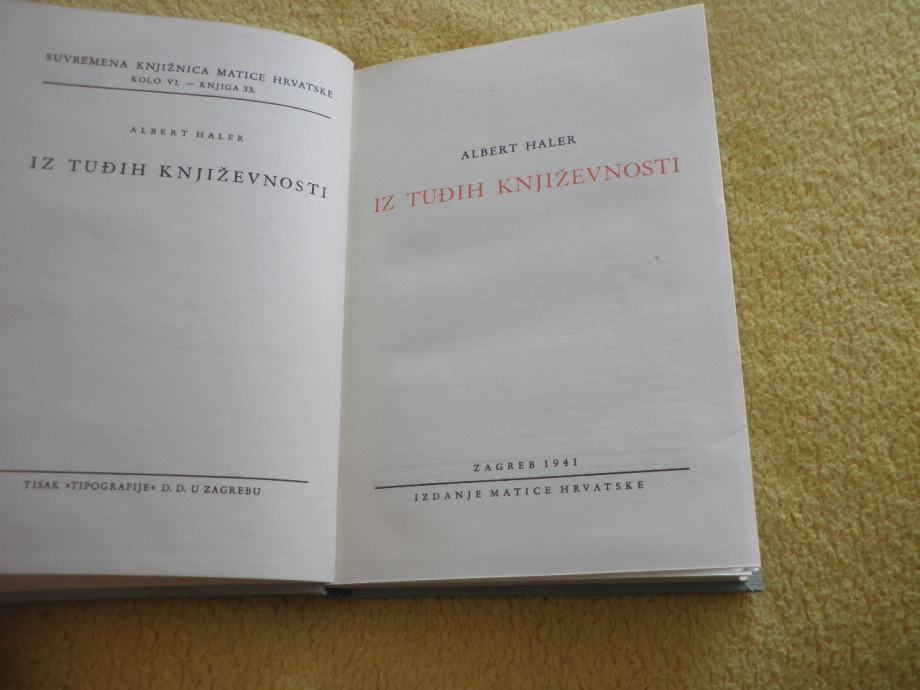 SUVREMENA KNJIŽNICA MATICE HRVATSKE
KOLO VI. — KNJIGA 33.
ALBERT HALER
IZ TUĐIH KNJIŽEVNOSTI
TISAK »TIPOGRAFIJE« D. D. U ZAGREBU
ALBERT HALER
IZ TUĐIH KNJIŽEVNOSTI
ZAGREB 1941
IZDANJE MATICE HRVATSKE